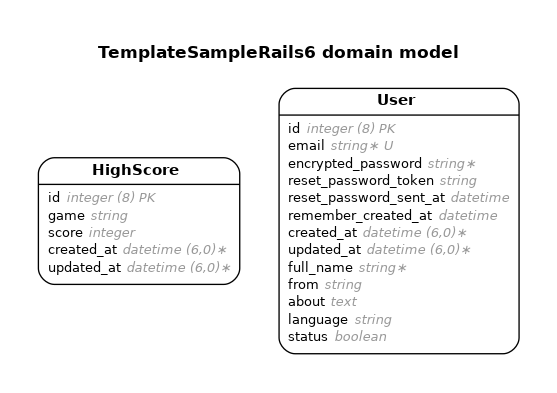 TemplateSampleRails6 domain model
HighScore
id integer (8) PK
game string
score integer
created_at datetime (6,0)∗
updated_at datetime (6,0)∗
User
id integer (8) PK
email string∗ U
encrypted_password string∗
reset_password_token string
reset_password_sent_at datetime
remember_created_at datetime
created_at datetime (6,0)∗
updated_at datetime (6,0)∗
full_name string∗
from string
about text
language string
status boolean